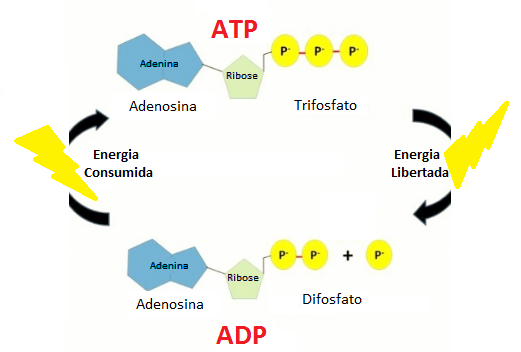 ATP
Adenina
Ribose
P- P- P-
Adenosina
Trifosfato
Energia
Consumida
Energia
Libertada
Adenina
Ribose
P- P- + P-
Adenosina
Difosfato
ADP